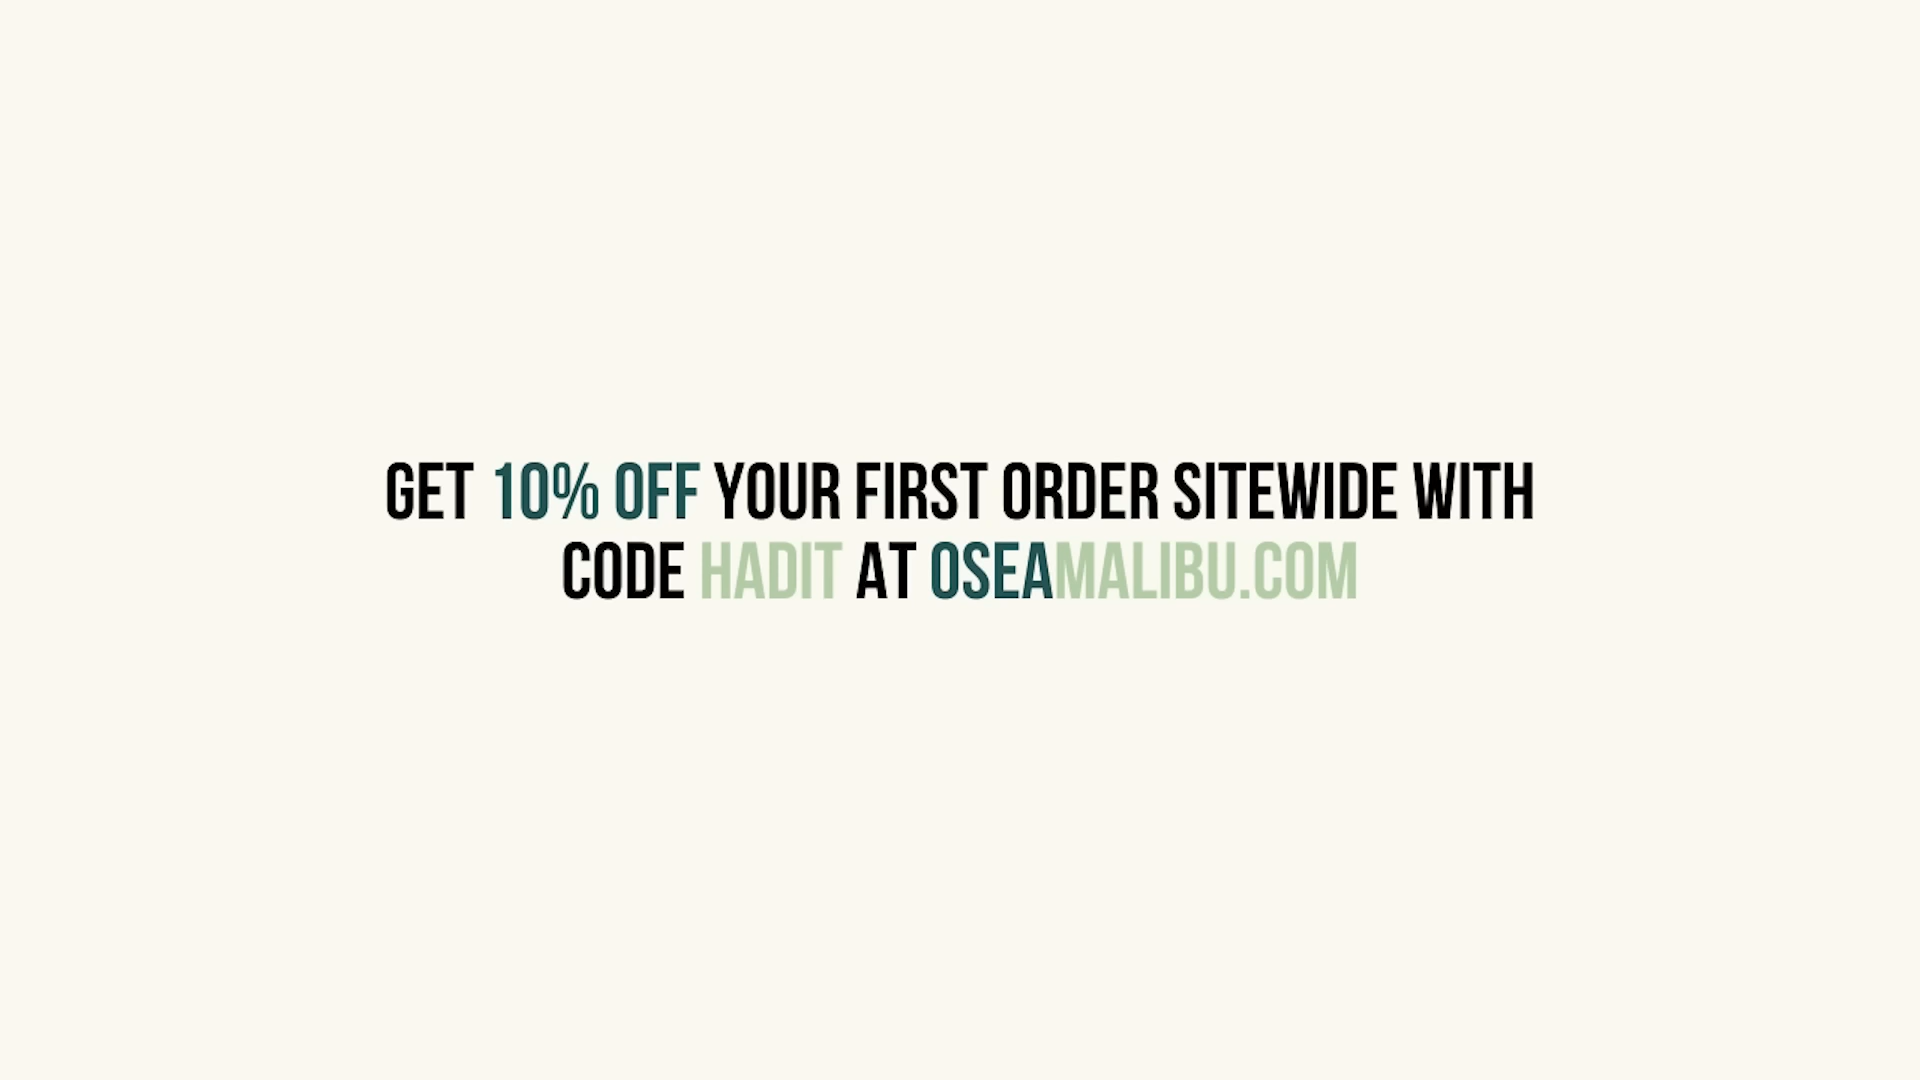 GET 10% OFF YOUR FIRST ORDER SITEWIDE WITH
CODE HADIT AT OSEAMALIBU.COM